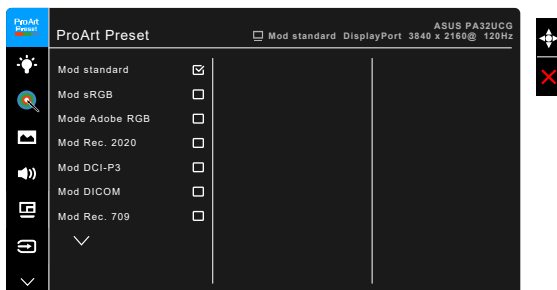 ProArt
Preset
ProArt Preset
ASUS PA32UCG
Mod standard DisplayPort 3840 x 2160@ 120Hz
Mod standard
Mod sRGB
Mode Adobe RGB
Mod Rec. 2020
Mod DCI-P3
Mod DICOM
Mod Rec. 709